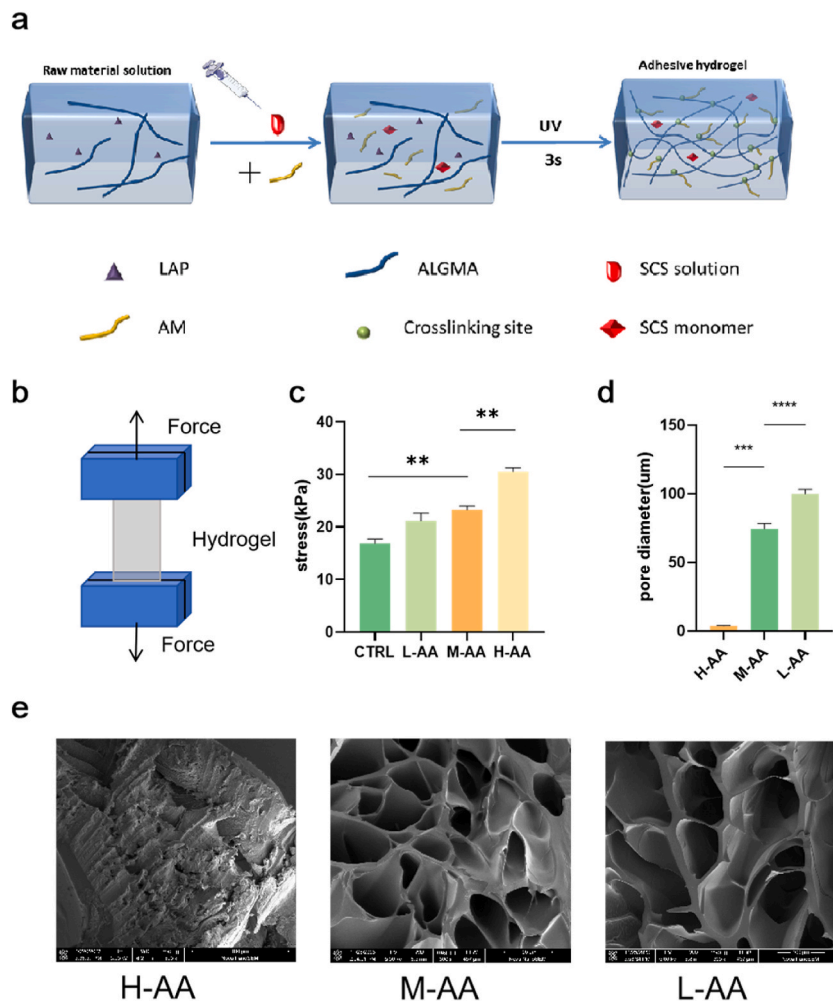 a
Raw material solution
Adhesive hydrogel
UV
3s
LAP
ALGMA
SCS solution
AM
Crosslinking site
SCS monomer
b
Force
Hydrogel
Force
c
stress(kPa)
40
30
20
10
0
**
**
CTRL L-AA M-AA H-AA
d
pore diameter(um)
150
100
50
0
***
****
H-AA
M-AA
L-AA
e
H-AA
M-AA
L-AA